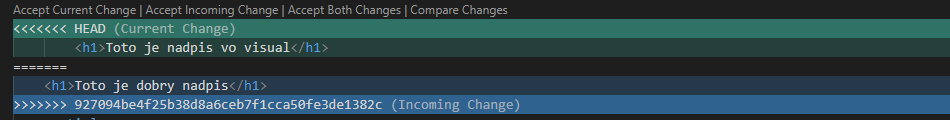 Accept Current Change | Accept Incoming Change | Accept Both Changes | Compare Changes
<<<<<<< HEAD (Current Change)
<h1>Toto je nadpis vo visual</h1>
=======
<h1>Toto je dobry nadpis</h1>
>>>>>>> 927094be4f25b38d8a6ceb7f1cca50fe3de1382c (Incoming Change)